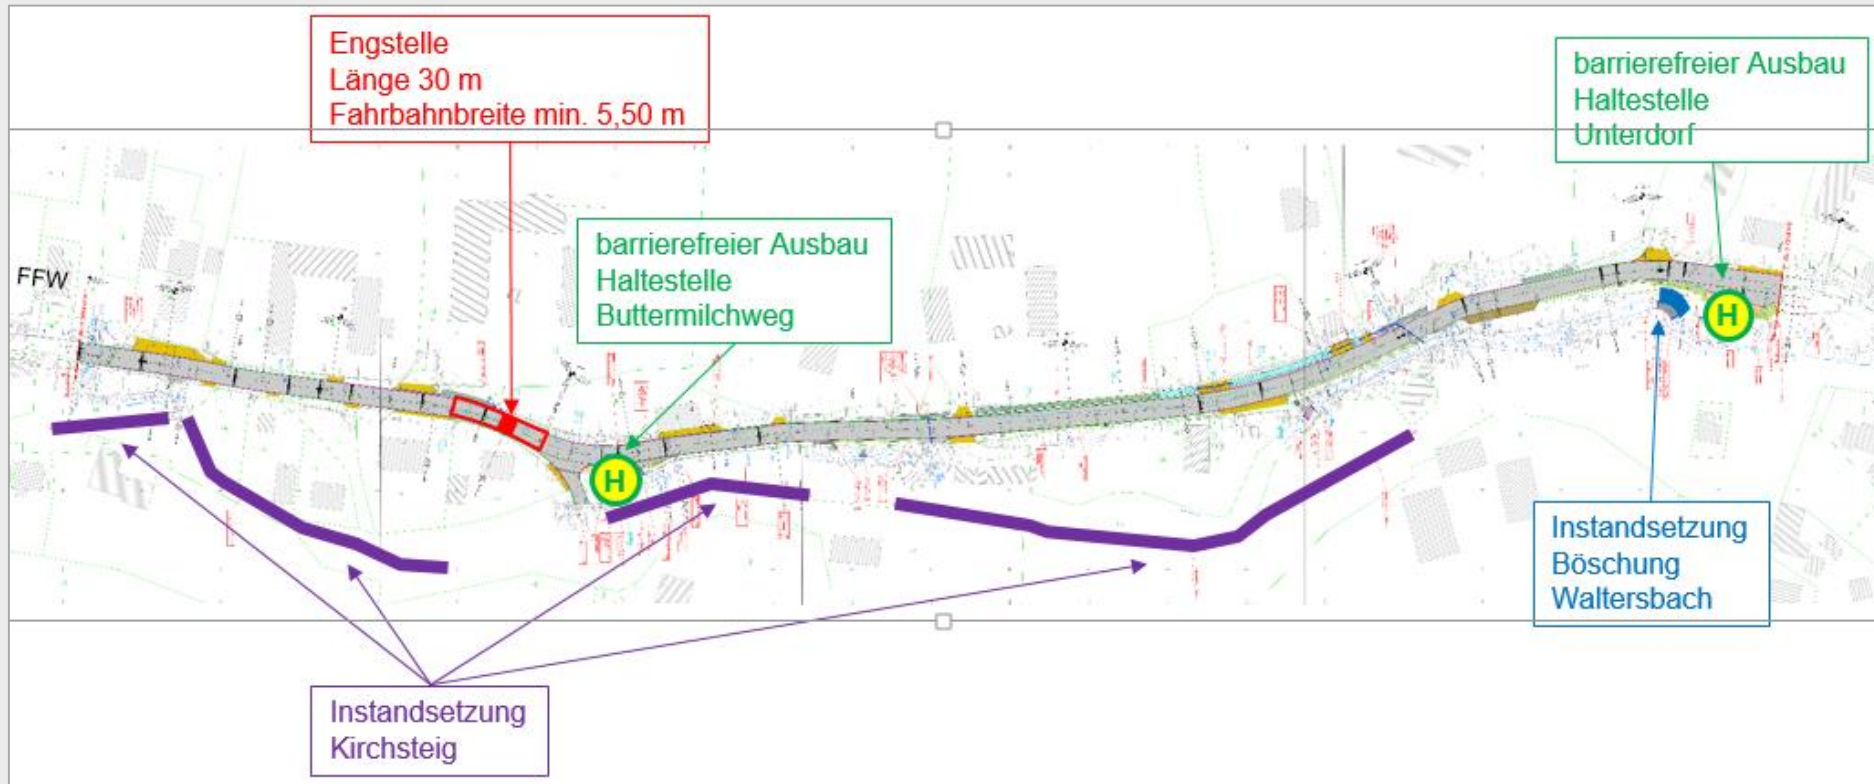 Engstelle
Länge 30 m
Fahrbahnbreite min. 5,50 m
barrierefreier Ausbau
Haltestelle
Unterdorf
barrierefreier Ausbau
Haltestelle
Buttermilchweg
FFW
H
H
Instandsetzung
Böschung
Waltersbach
Instandsetzung
Kirchsteig